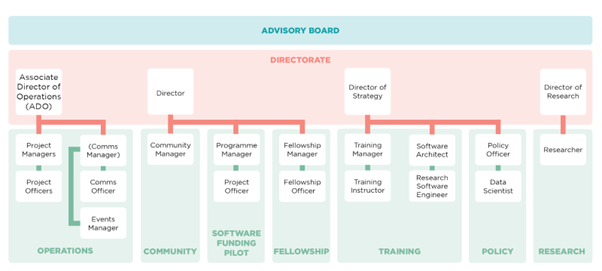 ADVISORY BOARD
DIRECTORATE
Associate
Director of
Operations
(ADO)
Director
Director of
Strategy
Director of
Research
Project
Managers
(Comms
Manager)
Community
Manager
Programme
Manager
Fellowship
Manager
Training
Manager
Software
Architect
Policy
Officer
Researcher
Project
Officers
Comms
Officer
Project
Officer
Fellowship
Officer
Training
Instructor
Research
Software
Engineer
Data
Scientist
Events
Manager
OPERATIONS
COMMUNITY
SOFTWARE
FUNDING
PILOT
FELLOWSHIP
TRAINING
POLICY
RESEARCH